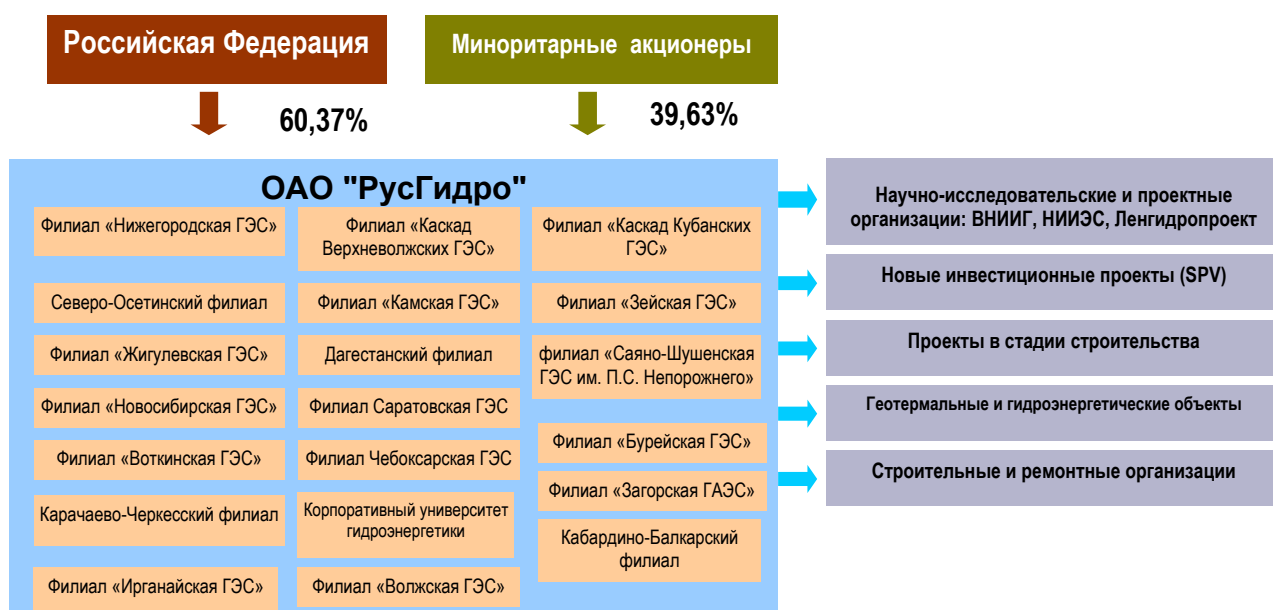 Российская Федерация
Миноритарные акционеры
60,37%
39,63%
ОАО "РусГидро"
Филиал «Нижегородская ГЭС»
Филиал «Каскад
Верхневолжских ГЭС»
Филиал «Каскад Кубанских
ГЭС»
Северо-Осетинский филиал
Филиал «Камская ГЭС»
Филиал «Зейская ГЭС»
Филиал «Жигулевская ГЭС»
Дагестанский филиал
филиал «Саяно-Шушенская
ГЭС им. П.С. Непорожнего»
Филиал «Новосибирская ГЭС»
Филиал Саратовская ГЭС
Филиал «Бурейская ГЭС»
Филиал «Воткинская ГЭС»
Филиал Чебоксарская ГЭС
Филиал «Загорская ГАЭС»
Карачаево-Черкесский филиал
Корпоративный университет
гидроэнергетики
Кабардино-Балкарский
филиал
Филиал «Ирганайская ГЭС»
Филиал «Волжская ГЭС»
Научно-исследовательские и проектные
организации: ВНИИГ, НИИЭС, Ленгидропроект
Новые инвестиционные проекты (SPV)
Проекты в стадии строительства
Геотермальные и гидроэнергетические объекты
Строительные и ремонтные организации